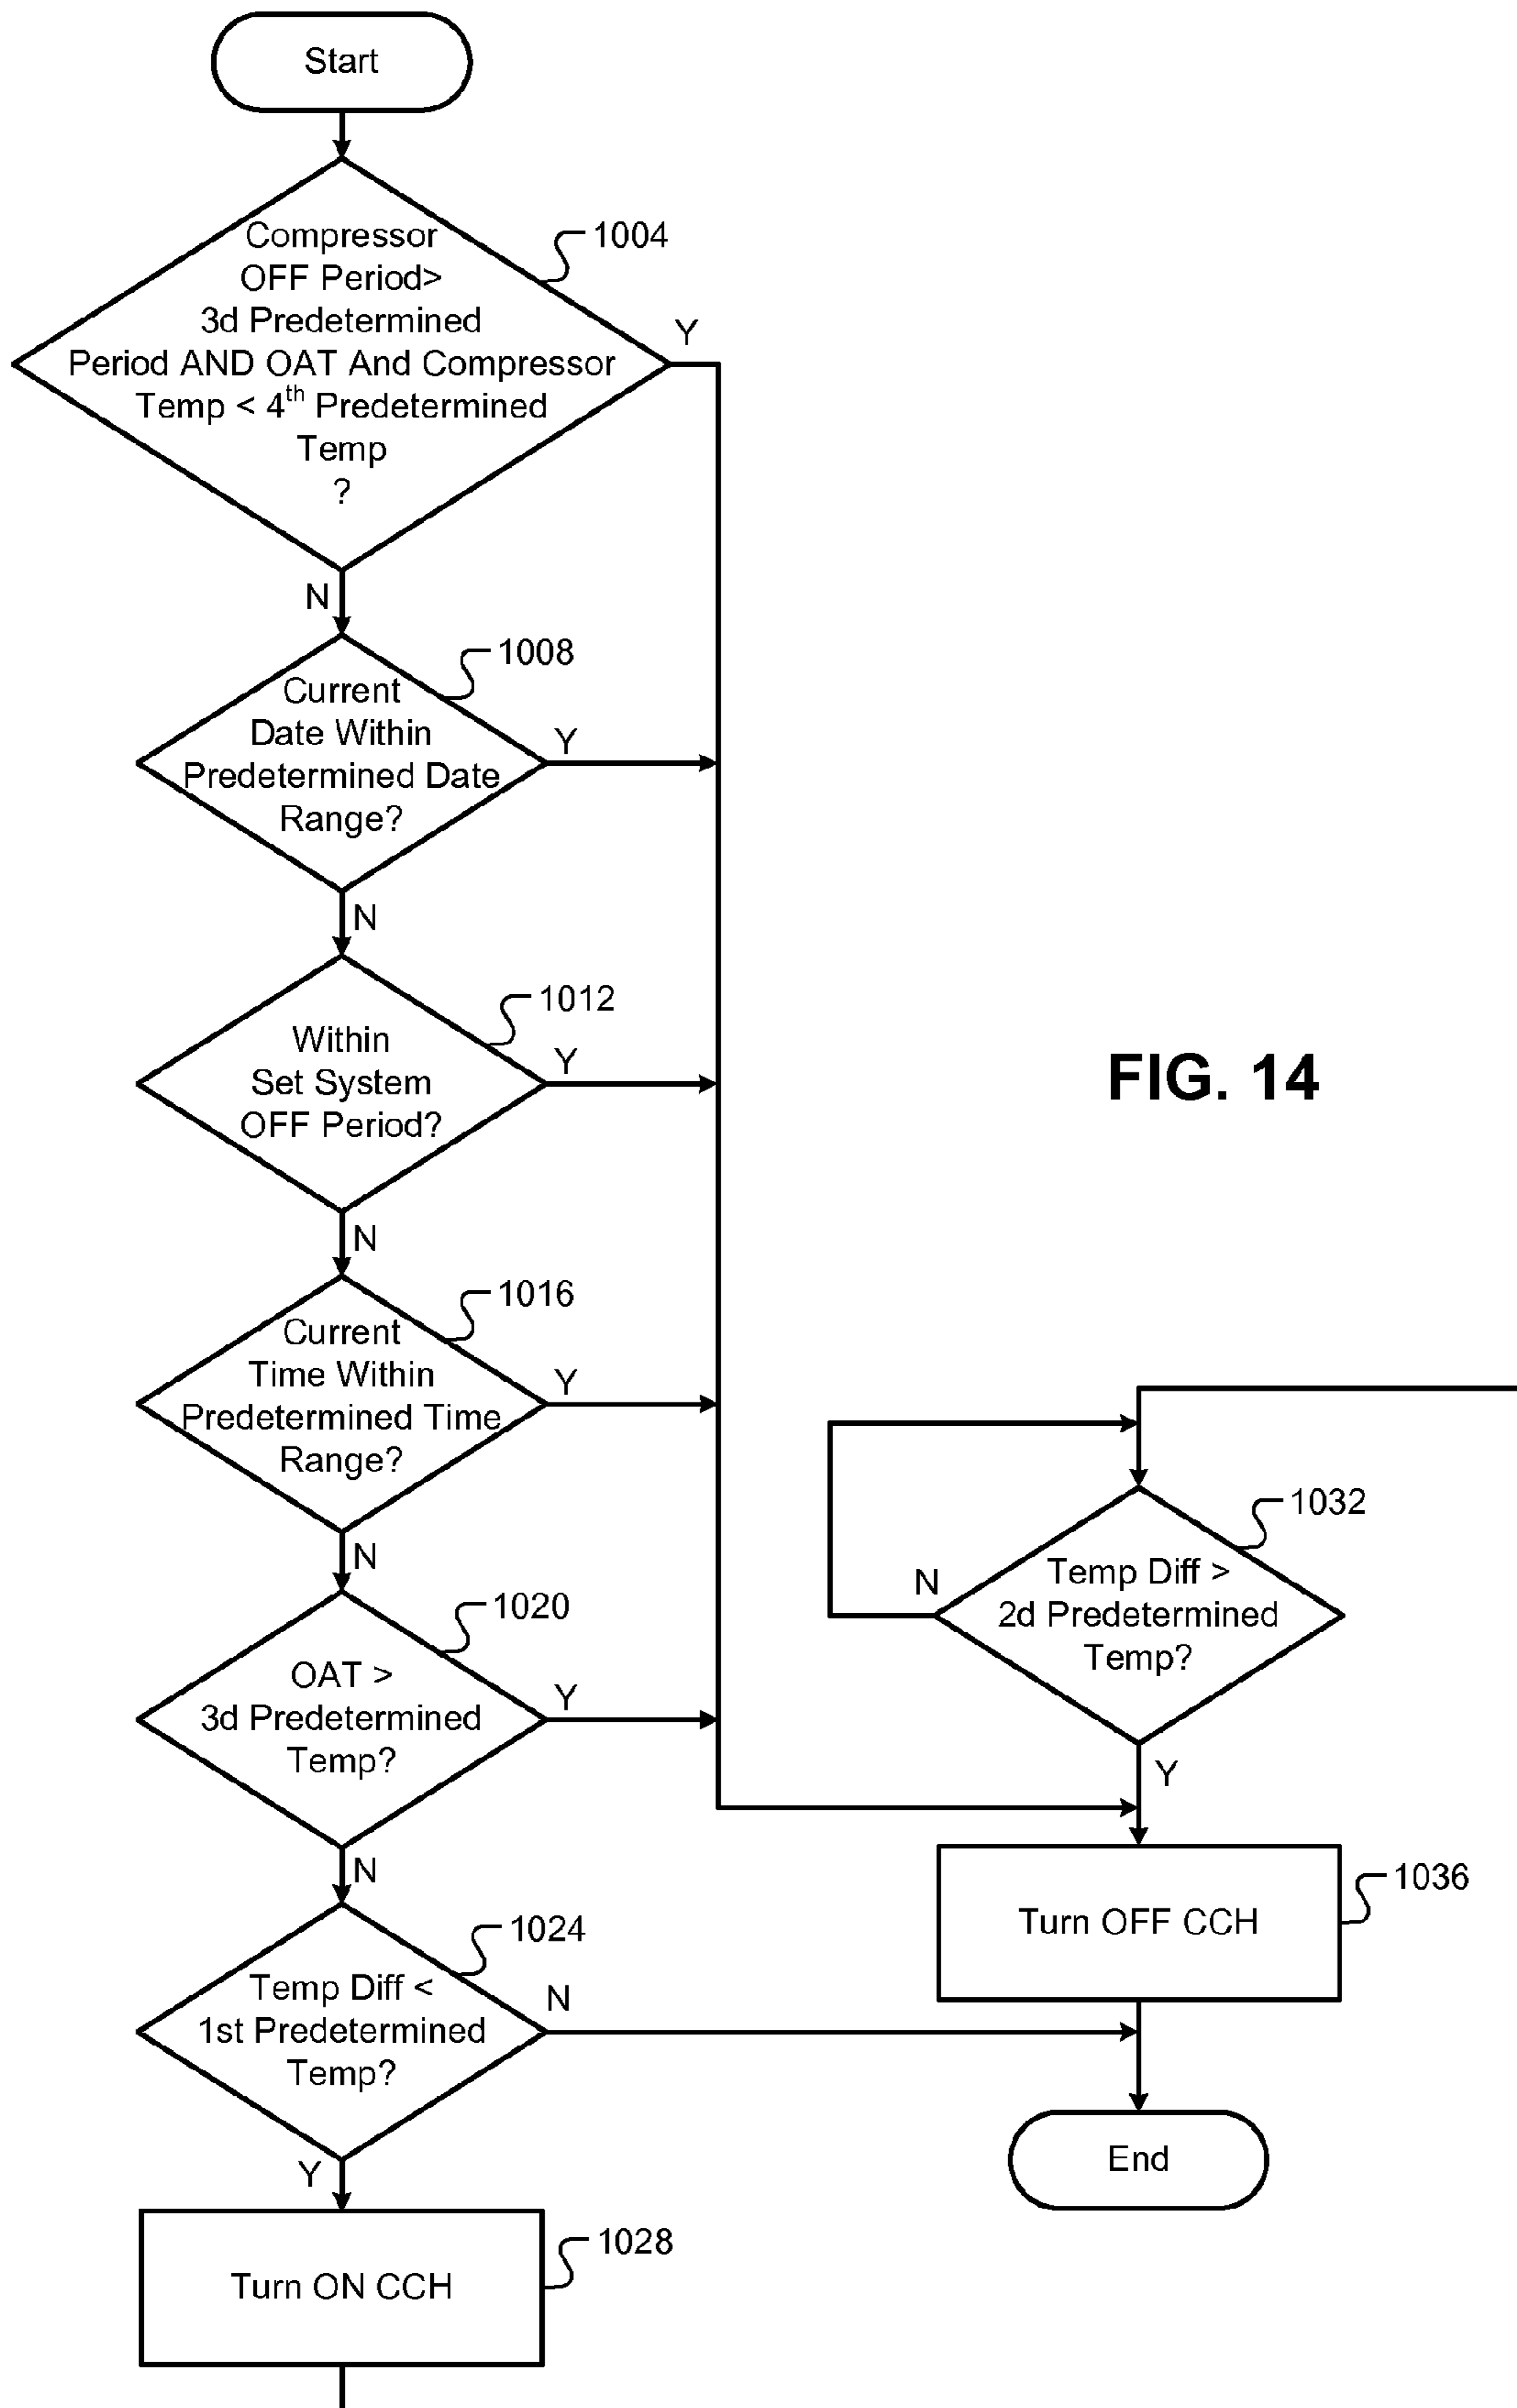 Start
Compressor
OFF Period>
3d Predetermined
Period AND OAT And Compressor
Temp < 4th Predetermined
Temp
?
1004
Y
N
Current
Date Within
Predetermined Date
Range?
1008
Y
N
Within
Set System
OFF Period?
1012
Y
N
Current
Time Within
Predetermined Time
Range?
1016
Y
N
OAT >
3d Predetermined
Temp?
1020
Y
N
Temp Diff <
1st Predetermined
Temp?
1024
N
Y
Turn ON CCH
1028
FIG. 14
Temp Diff >
2d Predetermined
Temp?
1032
N
Y
Turn OFF CCH
1036
End